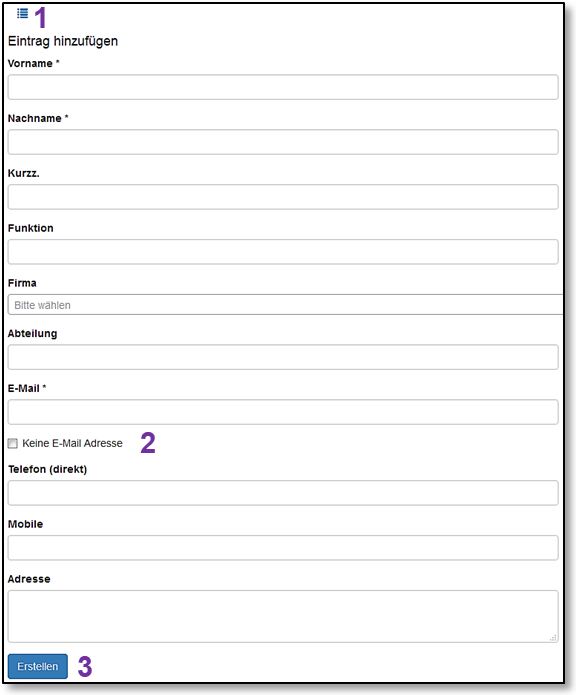 1
Eintrag hinzufügen
Vorname *
Nachname *
Kurzz.
Funktion
Firma
Bitte wählen
Abteilung
E-Mail *
Keine E-Mail Adresse 2
Telefon (direkt)
Mobile
Adresse
Erstellen 3